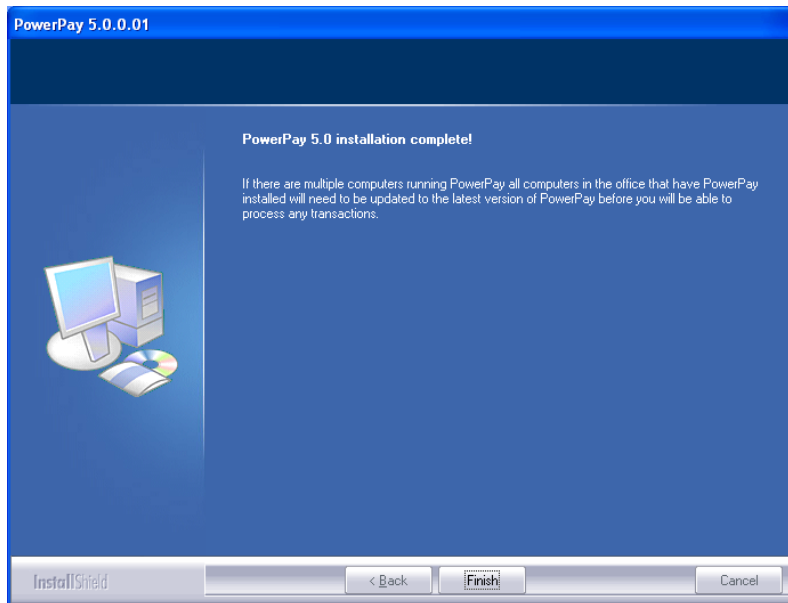 PowerPay 5.0.0.01
PowerPay 5.0 installation complete!
If there are multiple computers running PowerPay all computers in the office that have PowerPay
installed will need to be updated to the latest version of PowerPay before you will be able to
process any transactions.
InstallShield
< Back
Finish
Cancel